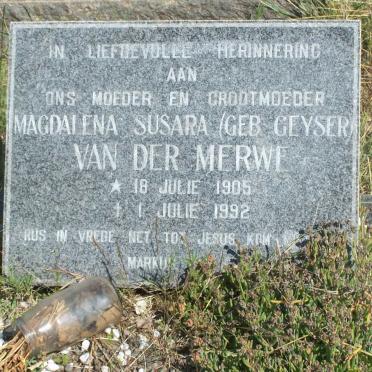 IN LIEFDEVOLLE HERINNERING
AAN
ONS MOEDER EN GROOTMOEDER
MAGDALENA SUSARA (GEB GEYSER)
VAN DER MERWE
★ 18 JULIE 1905
† 1 JULIE 1992
RUS IN VREDE NET TOT JESUS KOM